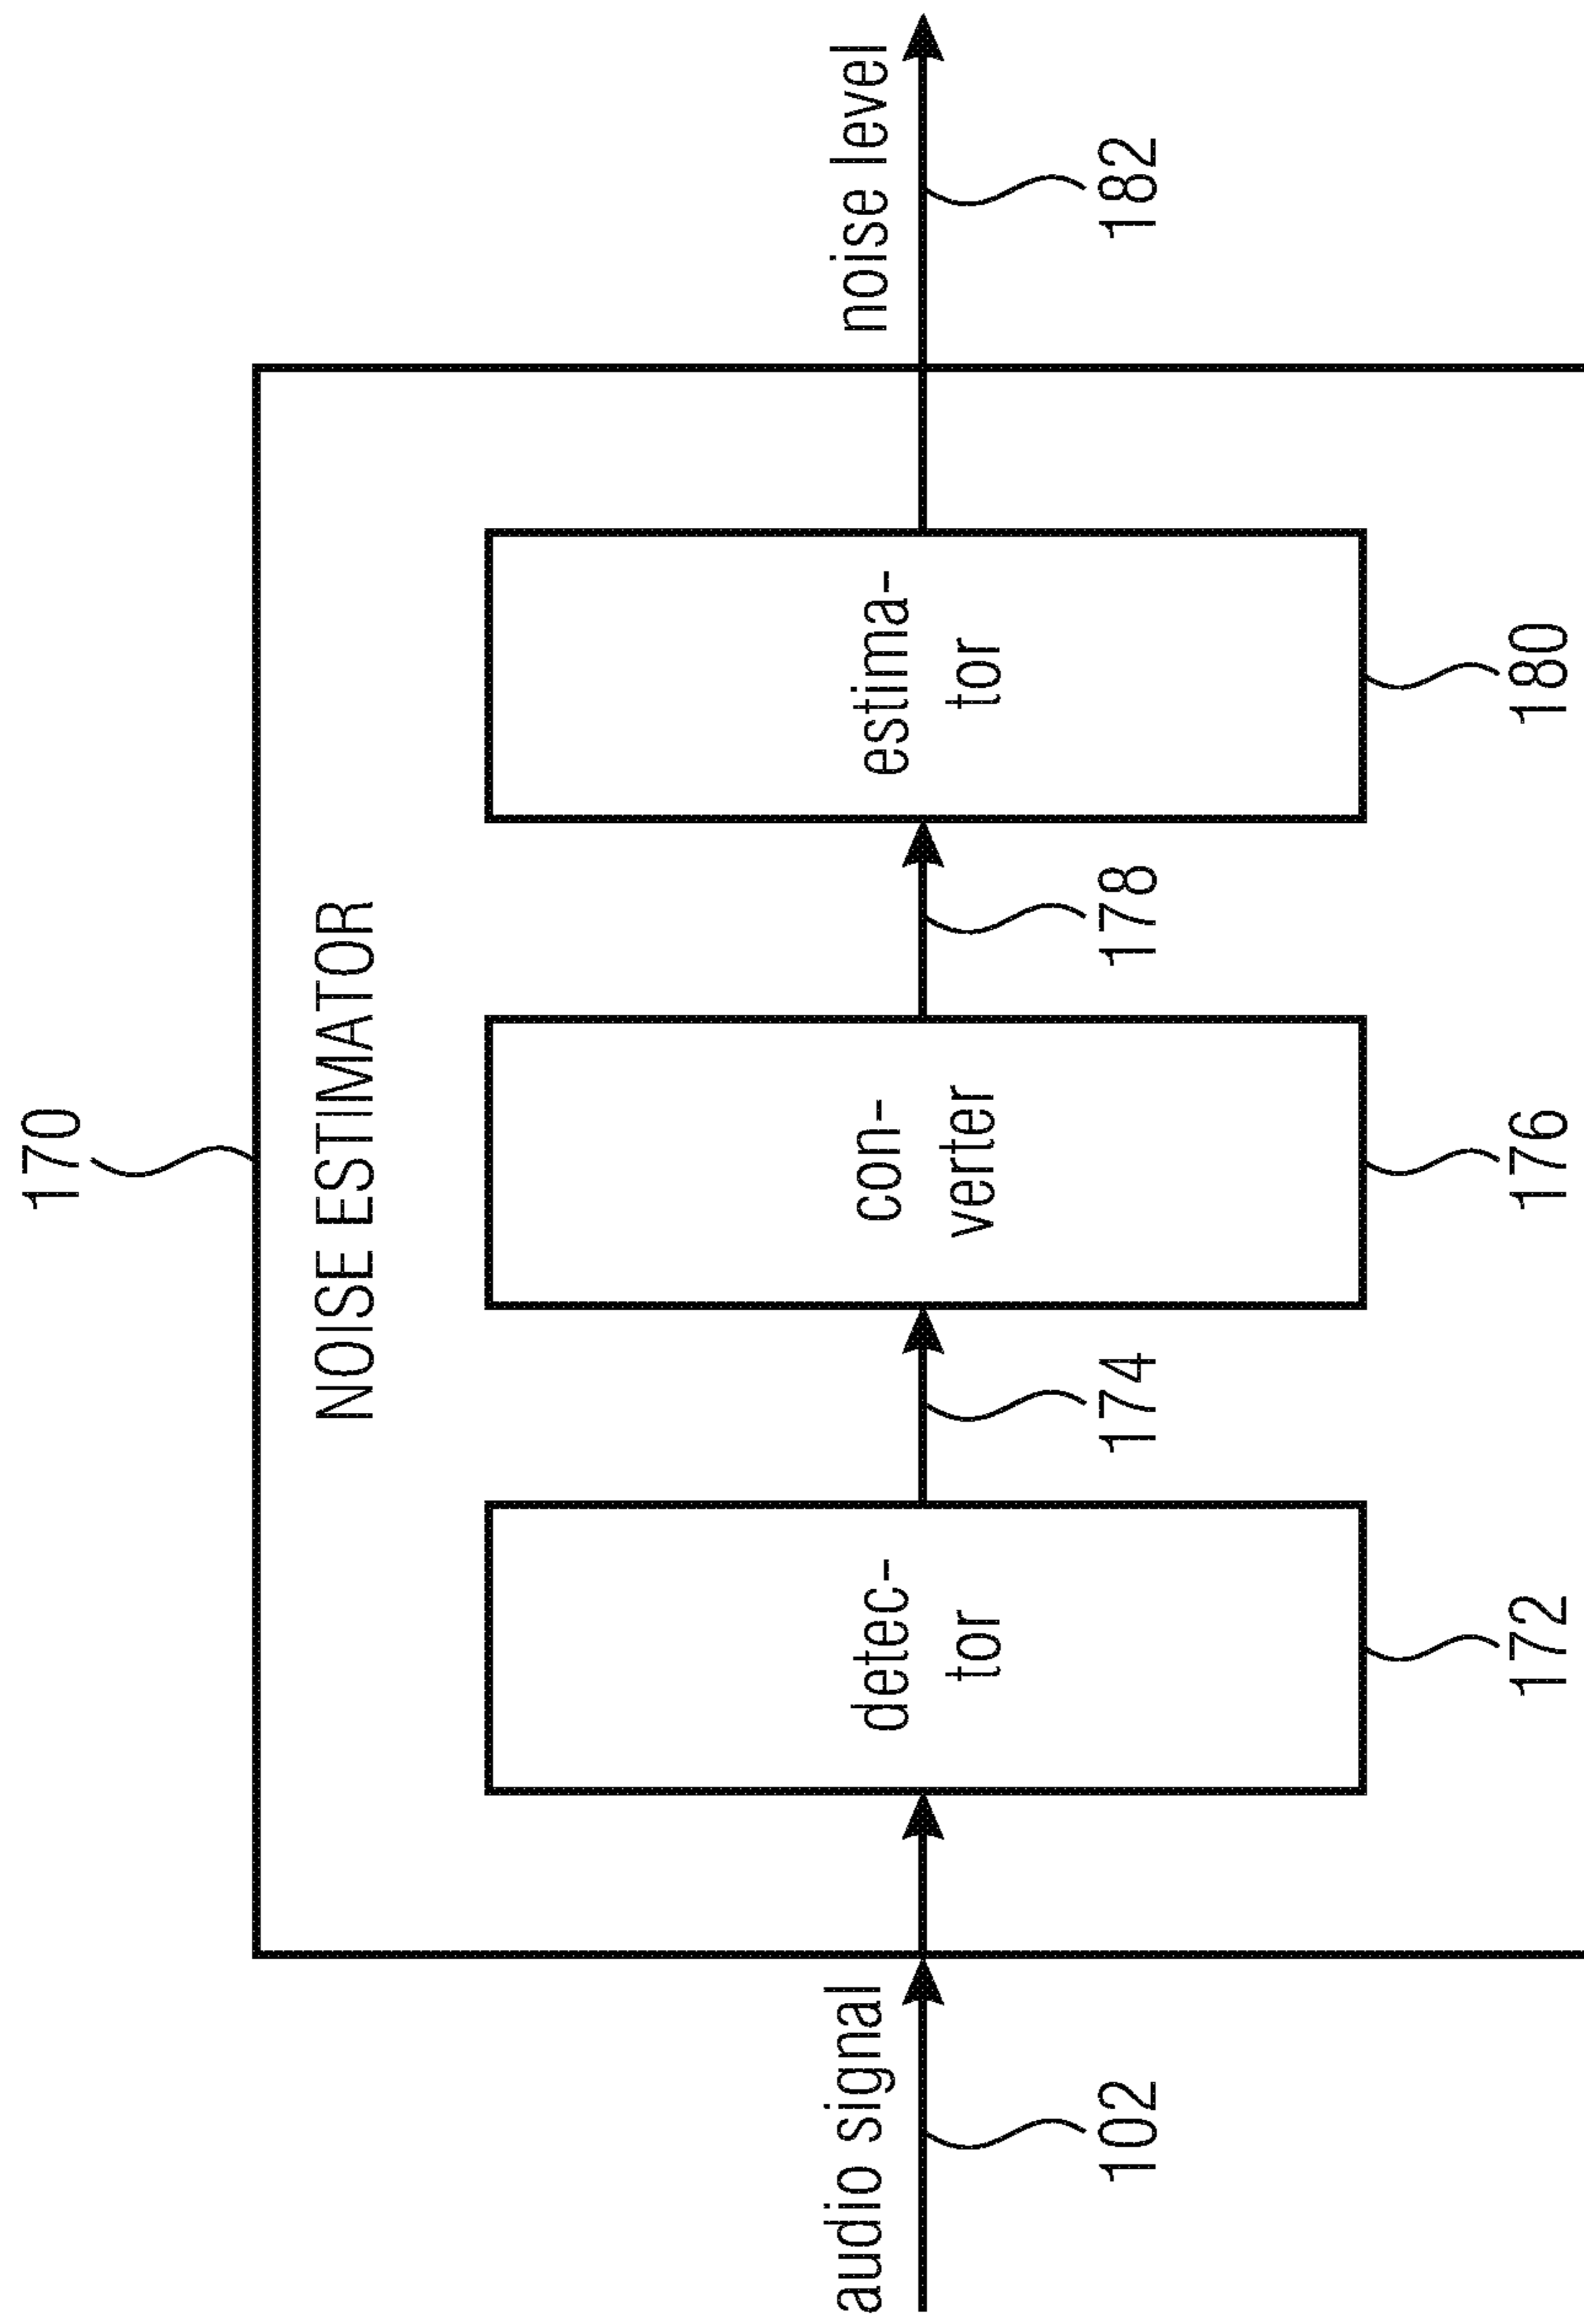 170
NOISE ESTIMATOR
audio signal
noise level
detec-
tor
con-
verter
estima-
tor
102
174
178
182
172
176
180